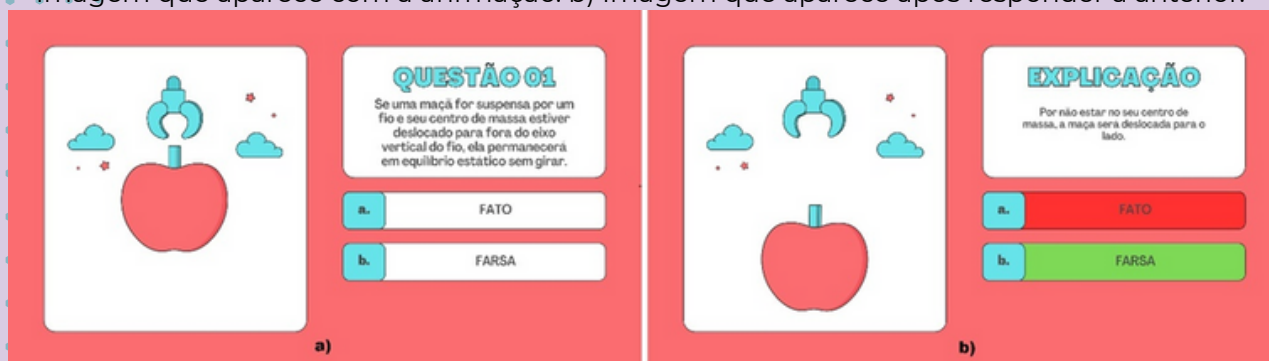 Imagem que aparece com a afirmação. b) Imagem que aparece após responder a anterior.
QUESTÃO 01
Se uma maçã for suspensa por um
fio e seu centro de massa estiver
deslocado para fora do eixo
vertical do fio, ela permanecerá
em equilíbrio estático sem girar.
a. FATO
b. FARSA
a)
EXPLICAÇÃO
Por não estar no seu centro de
massa, a maça será deslocada para o
lado.
a. FATO
b. FARSA
b)